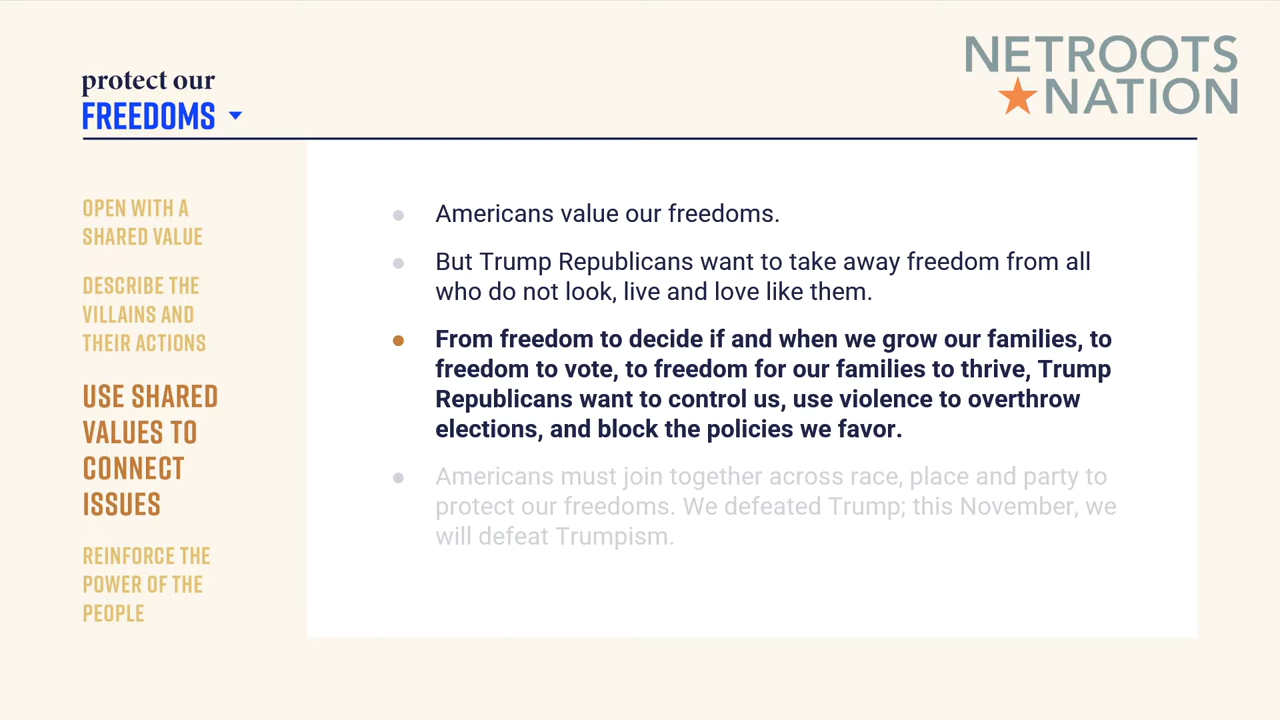 protect our
FREEDOMS
NETROOTS
NATION
OPEN WITH A
SHARED VALUE
DESCRIBE THE
VILLAINS AND
THEIR ACTIONS
USE SHARED
VALUES TO
CONNECT
ISSUES
REINFORCE THE
POWER OF THE
PEOPLE
Americans value our freedoms.
But Trump Republicans want to take away freedom from all
who do not look, live and love like them.
From freedom to decide if and when we grow our families, to
freedom to vote, to freedom for our families to thrive, Trump
Republicans want to control us, use violence to overthrow
elections, and block the policies we favor.
Americans must join together across race, place and party to
protect our freedoms. We defeated Trump; this November, we
will defeat Trumpism.